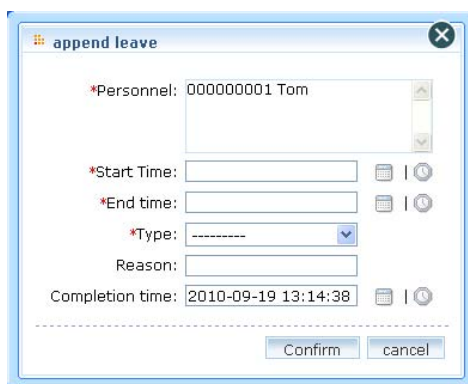 append leave
*Personnel: 000000001 Tom
*Start Time: |
*End time: |
*Type: ---------
Reason:
Completion time: 2010-09-19 13:14:38 |
Confirm cancel